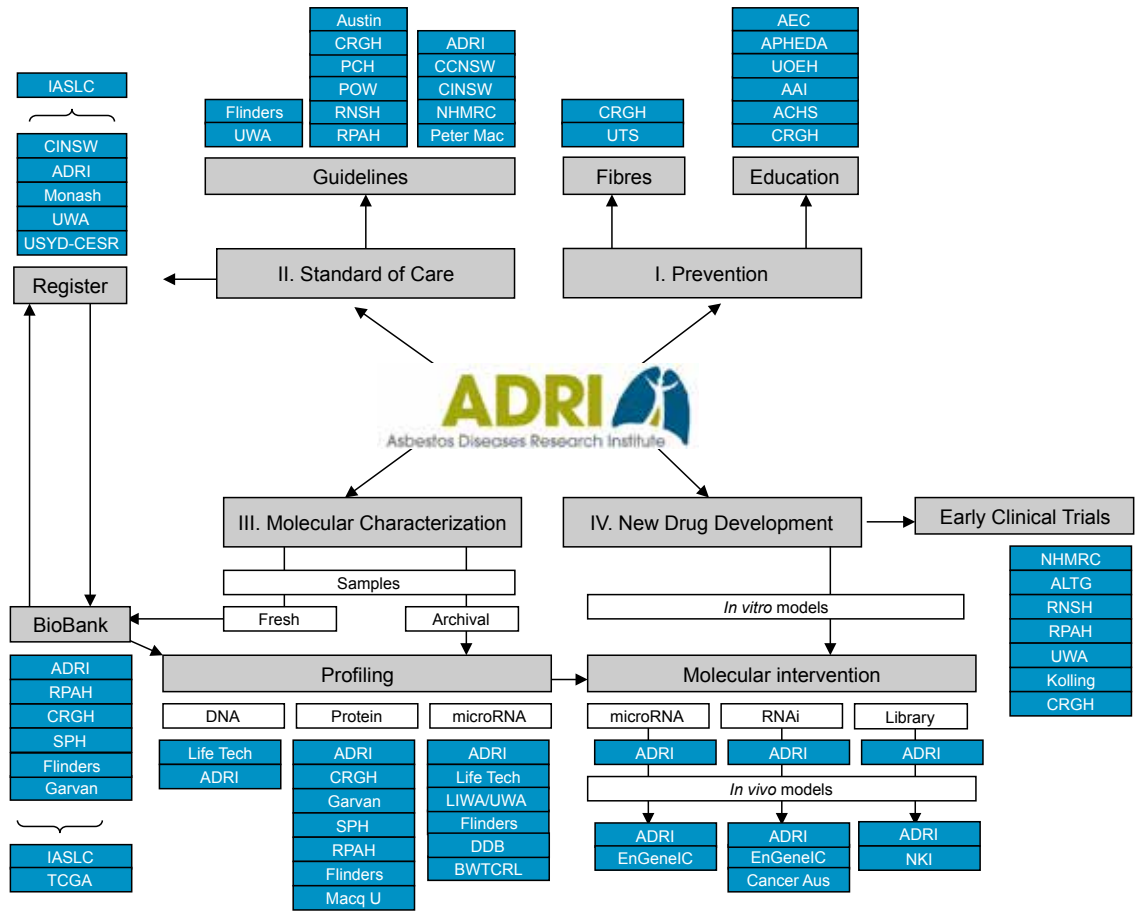 IASLC
CINSW
ADRI
Monash
UWA
USYD-CESR
Register
Flinders
UWA
Austin
CRGH
PCH
POW
RNSH
RPAH
ADRI
CCNSW
CINSW
NHMRC
Peter Mac
Guidelines
II. Standard of Care
CRGH
UTS
Fibres
AEC
APHEDA
UOEH
AAI
ACHS
CRGH
Education
I. Prevention
ADRI
Asbestos Diseases Research Institute
III. Molecular Characterization
Samples
Fresh
Archival
IV. New Drug Development
Early Clinical Trials
NHMRC
ALTG
RNSH
RPAH
UWA
Kolling
CRGH
In vitro models
BioBank
ADRI
RPAH
CRGH
SPH
Flinders
Garvan
IASLC
TCGA
Profiling
DNA
Life Tech
ADRI
Protein
ADRI
CRGH
Garvan
SPH
RPAH
Flinders
Macq U
microRNA
ADRI
Life Tech
LIWA/UWA
Flinders
DDB
BWTCRL
Molecular intervention
microRNA
RNAi
Library
ADRI
ADRI
ADRI
In vivo models
ADRI
EnGeneIC
ADRI
EnGeneIC
Cancer Aus
ADRI
NKI